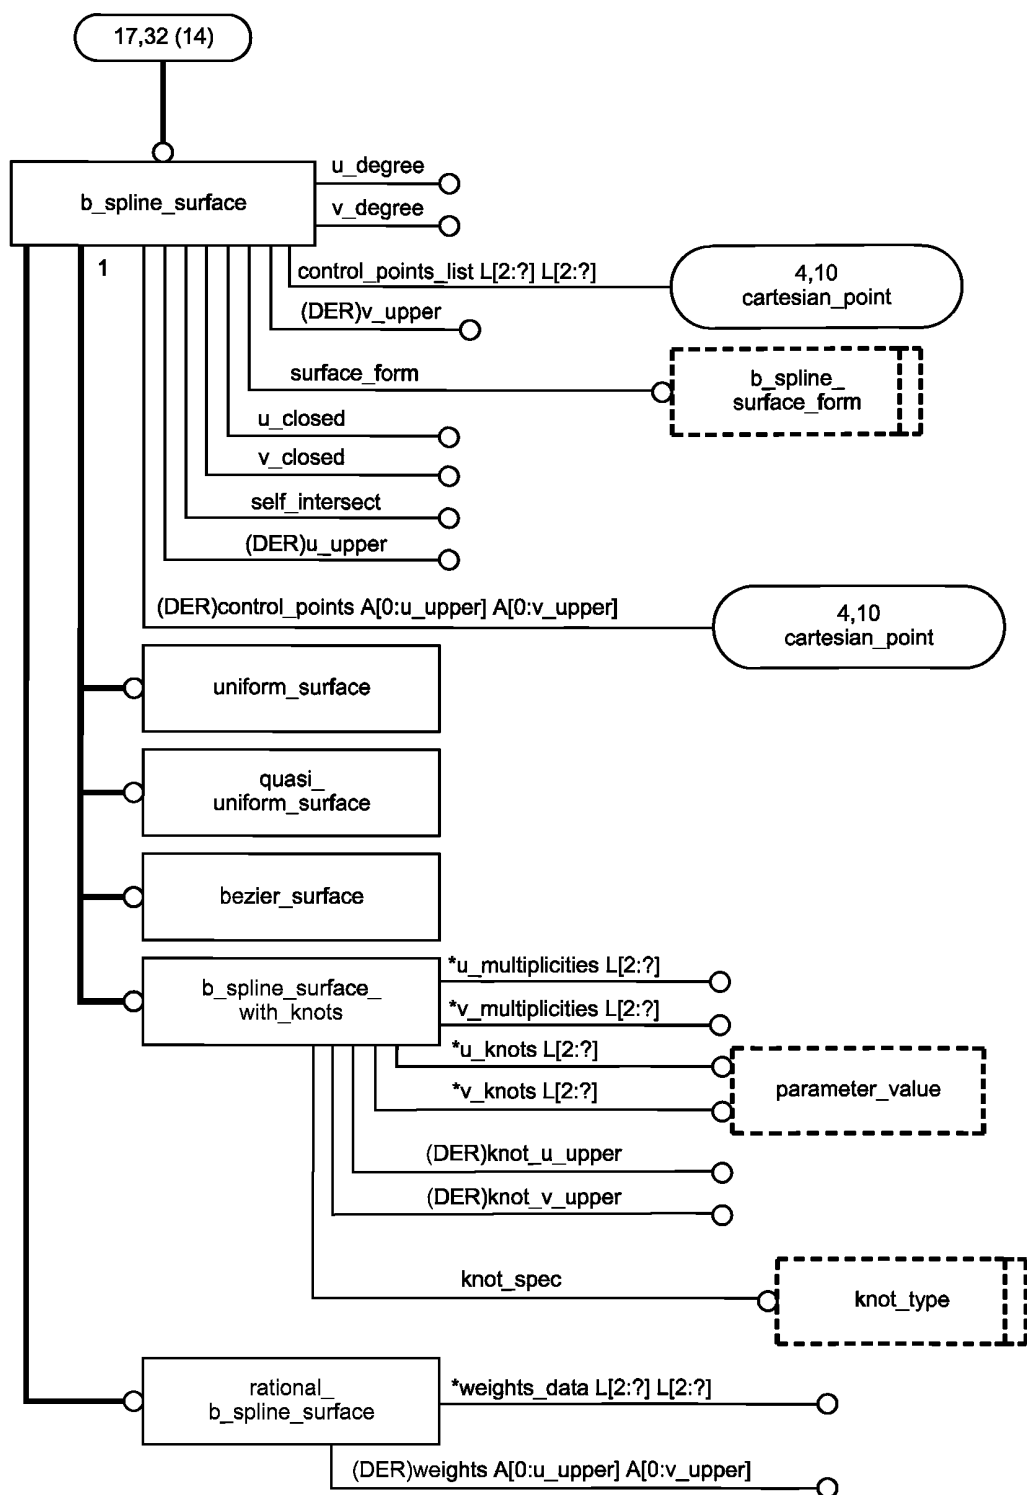 17,32 (14)
b_spline_surface
u_degree
v_degree
1
control_points_list L[2:?] L[2:?]
4,10
cartesian_point
(DER)v_upper
surface_form
b_spline_
surface_form
u_closed
v_closed
self_intersect
(DER)u_upper
(DER)control_points A[0:u_upper] A[0:v_upper]
4,10
cartesian_point
uniform_surface
quasi_
uniform_surface
bezier_surface
b_spline_surface_
with_knots
*u_multiplicities L[2:?]
*v_multiplicities L[2:?]
*u_knots L[2:?]
*v_knots L[2:?]
parameter_value
(DER)knot_u_upper
(DER)knot_v_upper
knot_spec
knot_type
rational_
b_spline_surface
*weights_data L[2:?] L[2:?]
(DER)weights A[0:u_upper] A[0:v_upper]